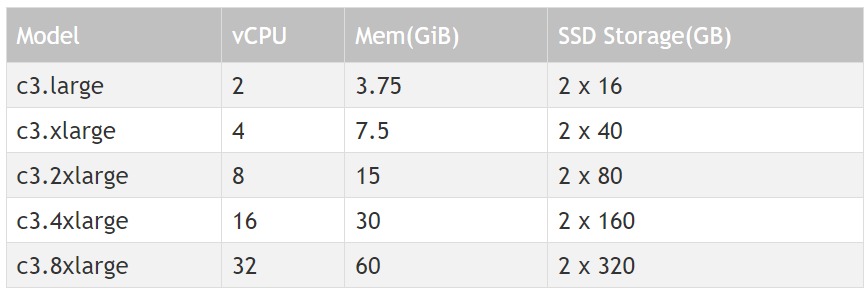 Model vCPU Mem(GiB) SSD Storage(GB)
c3.large 2 3.75 2 x 16
c3.xlarge 4 7.5 2 x 40
c3.2xlarge 8 15 2 x 80
c3.4xlarge 16 30 2 x 160
c3.8xlarge 32 60 2 x 320